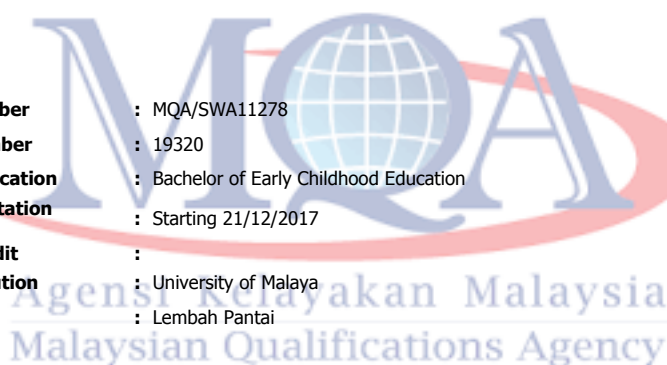 MQA
ber : MQA/SWA11278
ber : 19320
cation : Bachelor of Early Childhood Education
tation
: Starting 21/12/2017
dit :
ution : University of Malaya
: Lembah Pantai
Agensi Kelayakan Malaysia
Malaysian Qualifications Agency